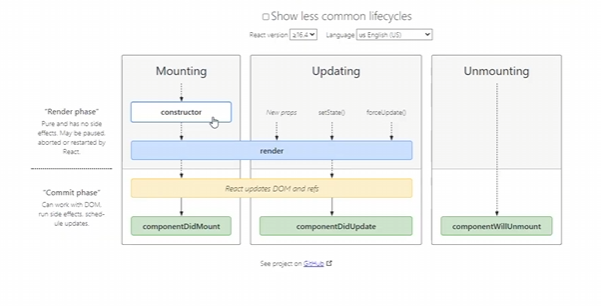 Show less common lifecycles
React version ≥16.4 Language us English (US)
Mounting Updating Unmounting
"Render phase"
Pure and has no side
effects. May be paused,
aborted or restarted by
React.
constructor New props setState() forceUpdate()
render
"Commit phase"
Can work with DOM,
run side effects, sched-
ule updates.
React updates DOM and refs
componentDidMount componentDidUpdate componentWillUnmount
See project on GitHub